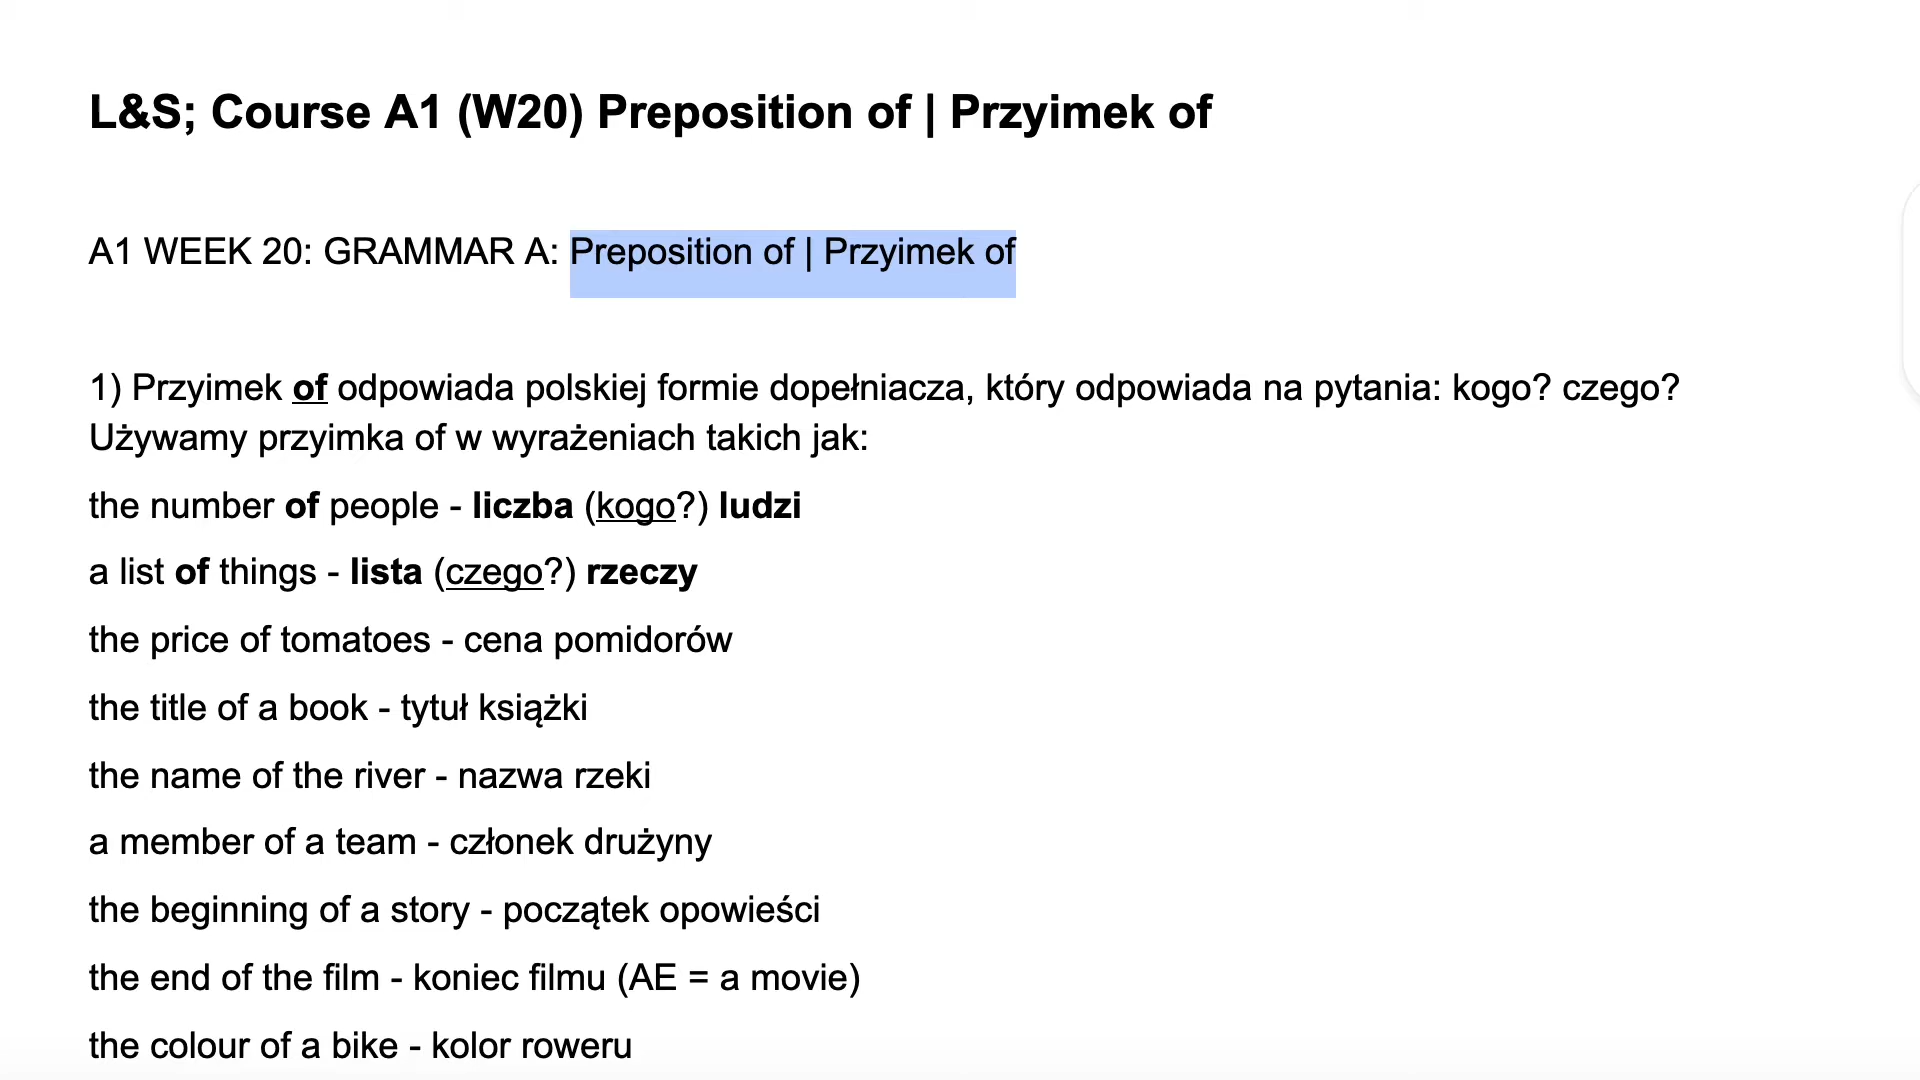 L&S; Course A1 (W20) Preposition of | Przyimek of
A1 WEEK 20: GRAMMAR A: Preposition of | Przyimek of
1) Przyimek of odpowiada polskiej formie dopełniacza, który odpowiada na pytania: kogo? czego?
Używamy przyimka of w wyrażeniach takich jak:
the number of people - liczba (kogo?) ludzi
a list of things - lista (czego?) rzeczy
the price of tomatoes - cena pomidorów
the title of a book - tytuł książki
the name of the river - nazwa rzeki
a member of a team - członek drużyny
the beginning of a story - początek opowieści
the end of the film - koniec filmu (AE = a movie)
the colour of a bike - kolor roweru